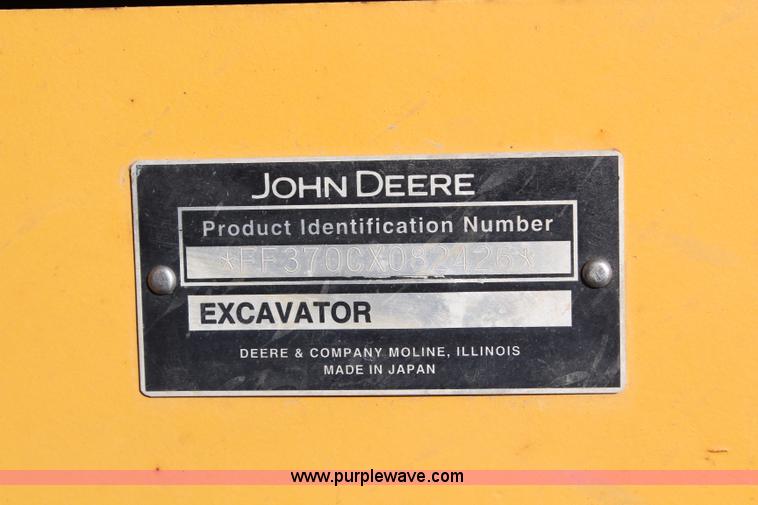 JOHN DEERE
Product Identification Number
*FF370CX082426*
EXCAVATOR
DEERE & COMPANY MOLINE, ILLINOIS
MADE IN JAPAN
www.purplewave.com